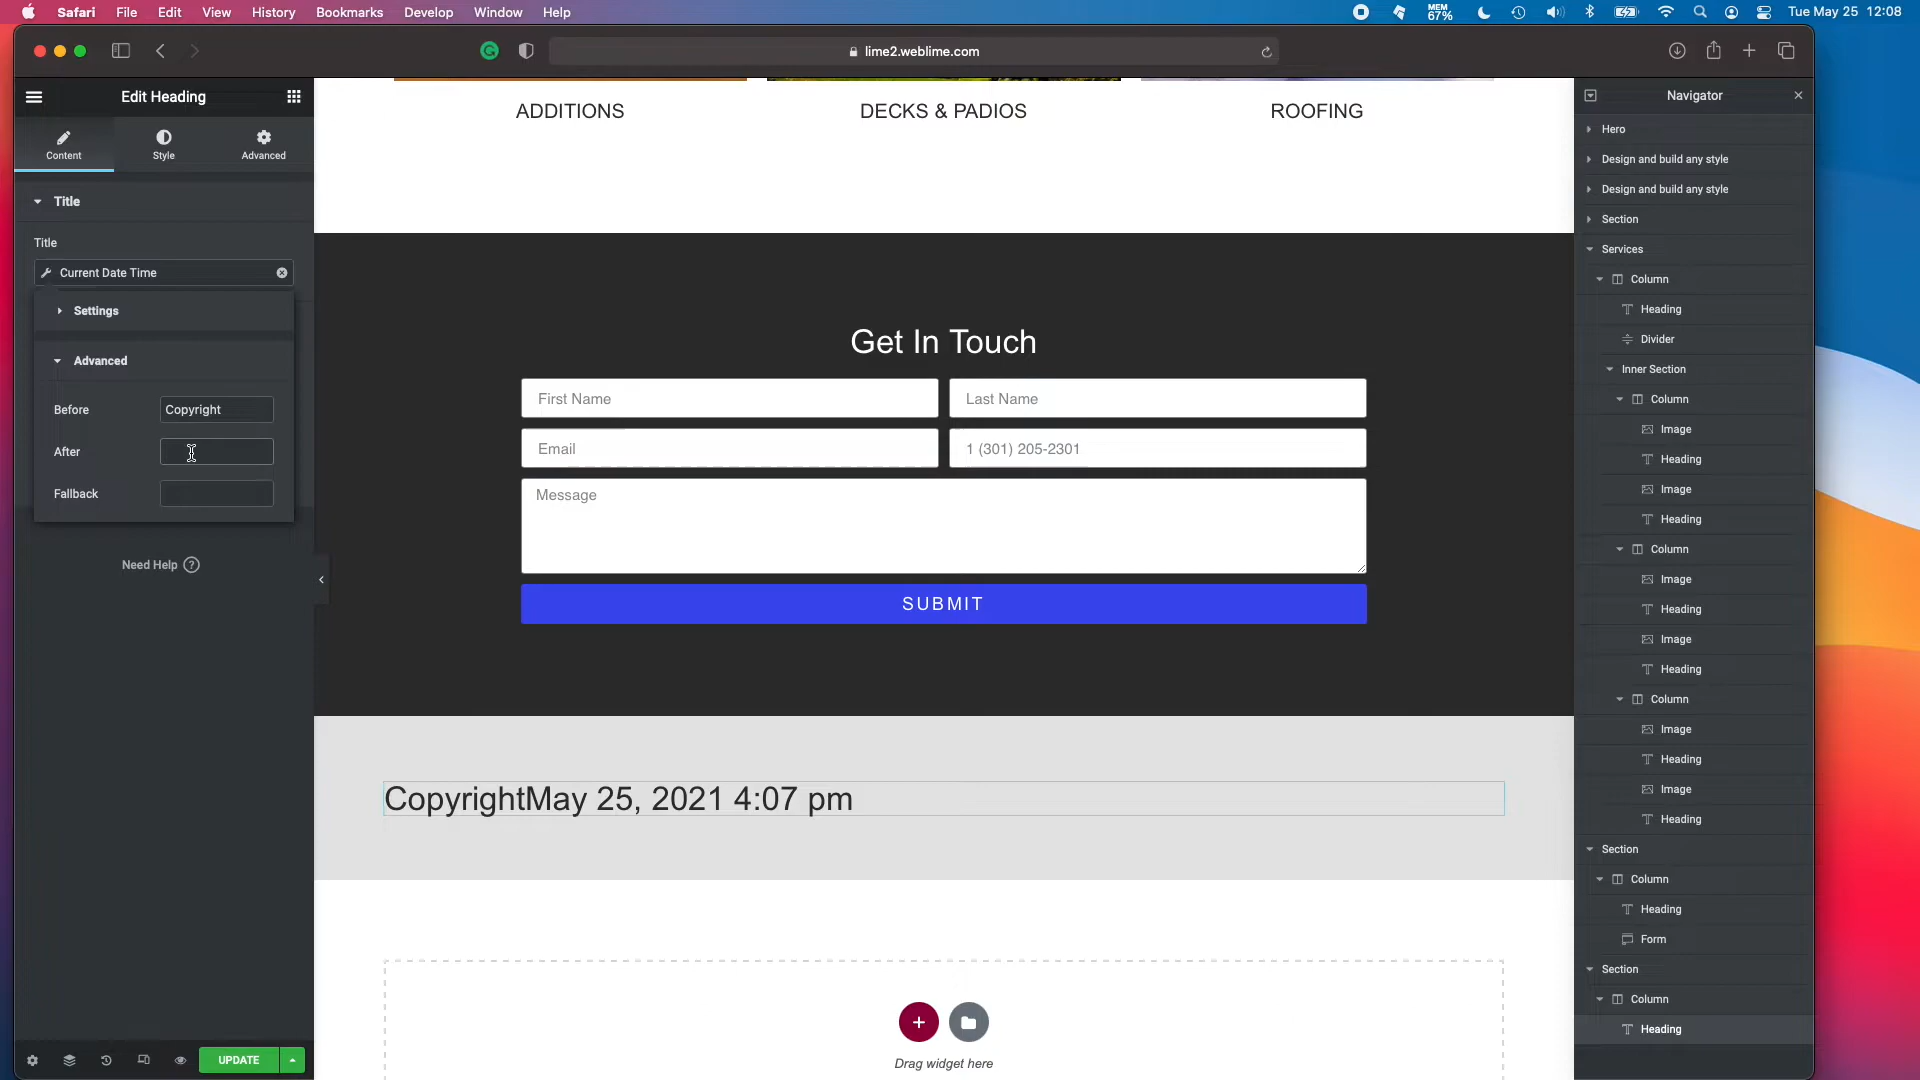 Safari File Edit View History Bookmarks Develop Window Help
MEM 67%
Tue May 25 12:08
lime2.weblime.com
Edit Heading
Content
Style
Advanced
Title
Title
Current Date Time
Settings
Advanced
Before
Copyright
After
Fallback
Need Help ?
UPDATE
ADDITIONS
DECKS & PADIOS
ROOFING
Get In Touch
First Name
Last Name
Email
1 (301) 205-2301
Message
SUBMIT
CopyrightMay 25, 2021 4:07 pm
Drag widget here
Navigator
Hero
Design and build any style
Design and build any style
Section
Services
Column
Heading
Divider
Inner Section
Column
Image
Heading
Image
Heading
Column
Image
Heading
Image
Heading
Column
Image
Heading
Image
Heading
Section
Column
Heading
Form
Section
Column
Heading